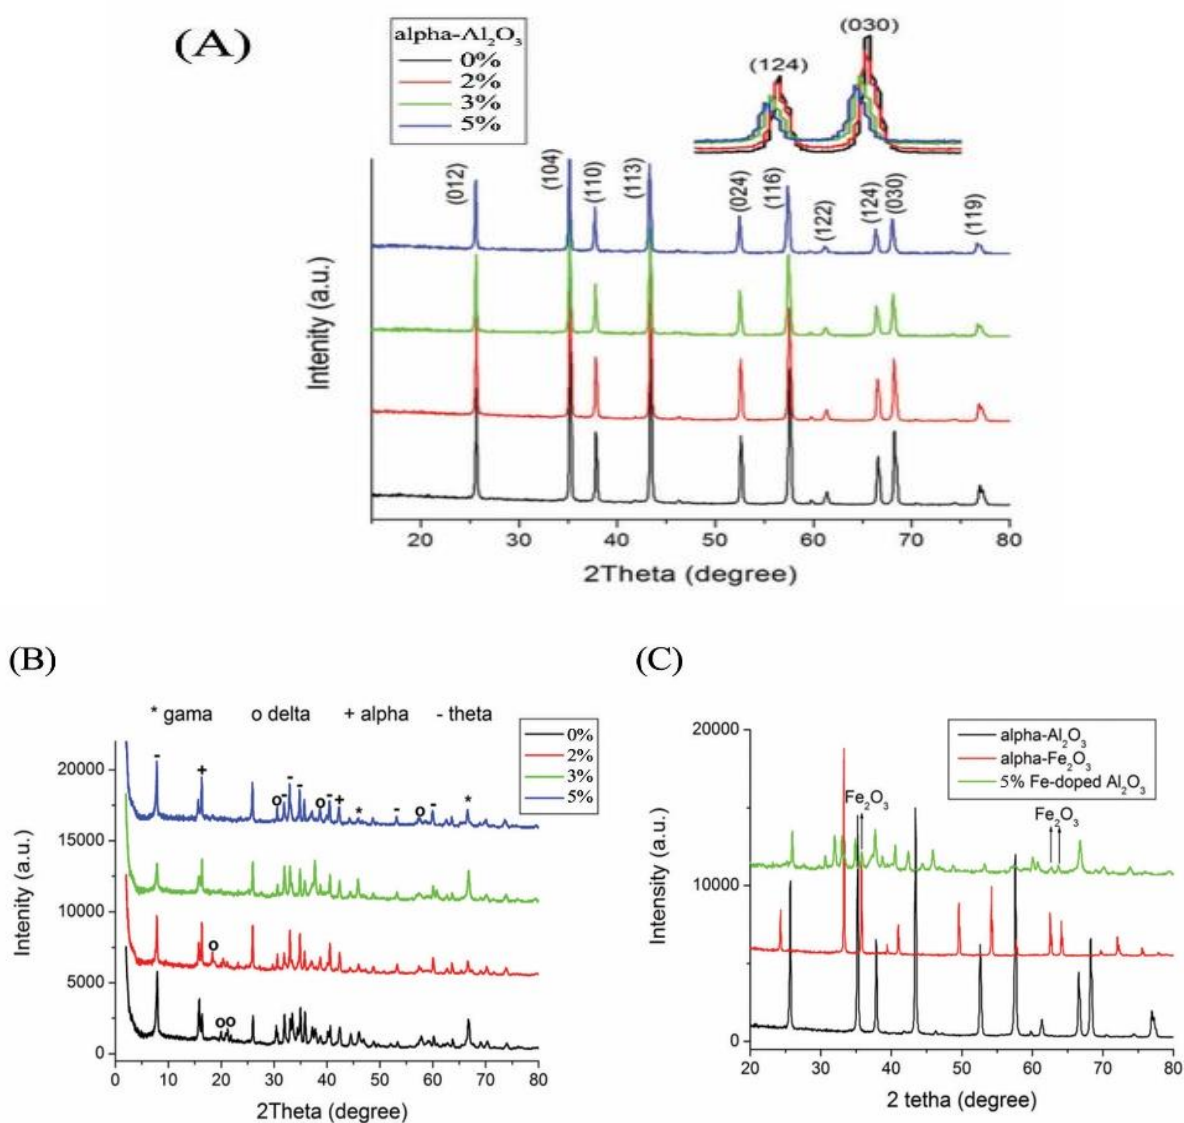 (A)
alpha-Al₂O₃
0%
2%
3%
5%
(124)
(030)
(012)
(104)
(110)
(113)
(024)
(116)
(122)
(124)
(030)
(119)
Intenity (a.u.)
20 30 40 50 60 70 80
2Theta (degree)
(B)
* gama o delta + alpha - theta
0%
2%
3%
5%
20000
15000
10000
5000
0
- + o - - - o - + * - o - *
o
o o
Intenity (a.u.)
0 10 20 30 40 50 60 70 80
2Theta (degree)
(C)
alpha-Al₂O₃
alpha-Fe₂O₃
5% Fe-doped Al₂O₃
Fe₂O₃
Fe₂O₃
20000
10000
0
Intensity (a.u.)
20 30 40 50 60 70 80
2 tetha (degree)